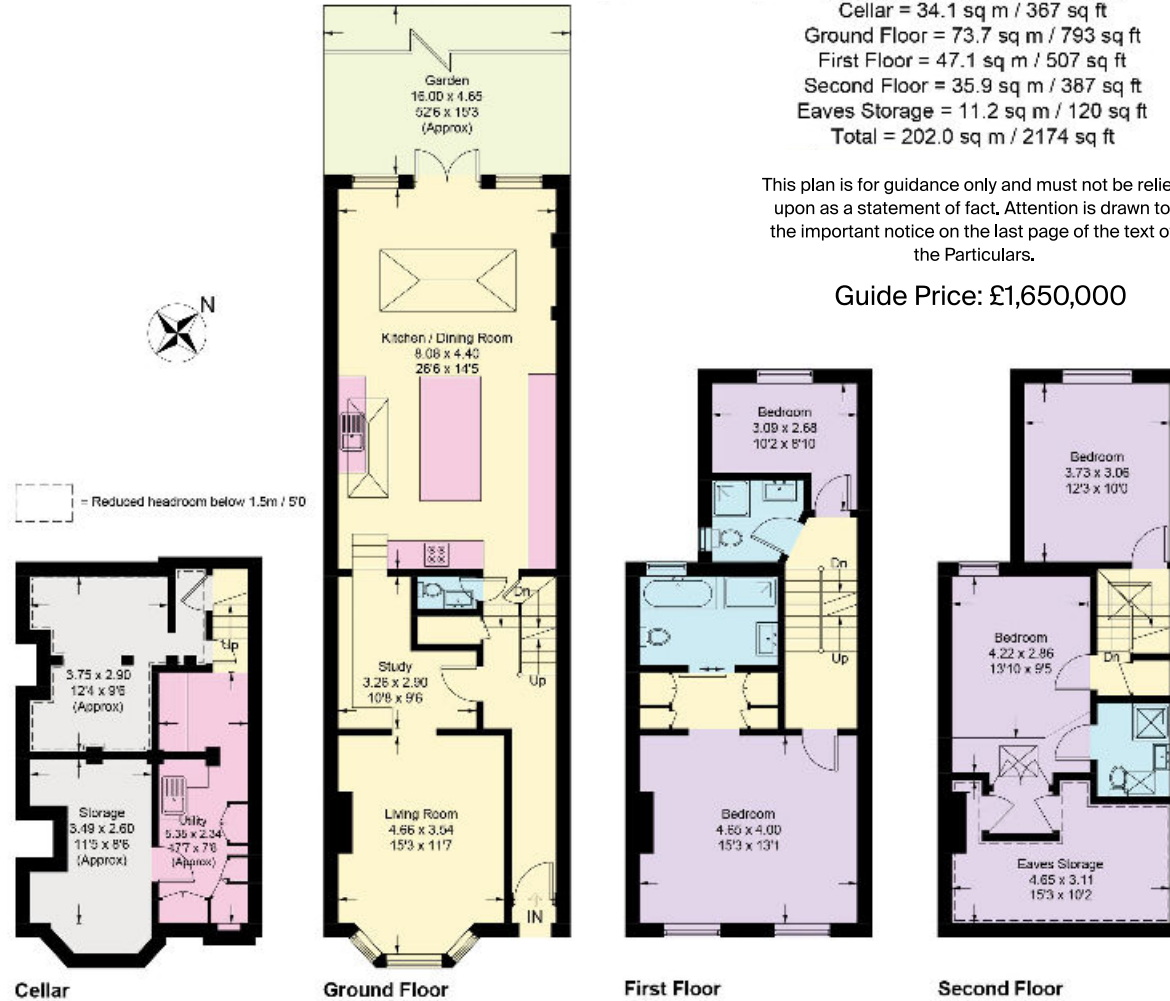 Cellar = 34.1 sq m / 367 sq ft
Ground Floor = 73.7 sq m / 793 sq ft
First Floor = 47.1 sq m / 507 sq ft
Second Floor = 35.9 sq m / 387 sq ft
Eaves Storage = 11.2 sq m / 120 sq ft
Total = 202.0 sq m / 2174 sq ft
This plan is for guidance only and must not be relie
upon as a statement of fact. Attention is drawn to
the important notice on the last page of the text o
the Particulars.
Guide Price: £1,650,000
N
= Reduced headroom below 1.5m / 5'0
Up
3.75 x 2.90
12'4 x 9'6
(Approx)
Storage
3.49 x 2.60
11'5 x 8'6
(Approx)
Utility
5.35 x 2.34
17'7 x 7'8
(Approx)
Cellar
Garden
16.00 x 4.65
52'6 x 15'3
(Approx)
Kitchen / Dining Room
8.08 x 4.40
26'6 x 14'5
Dn
Study
3.26 x 2.90
10'8 x 9'6
Up
Living Room
4.66 x 3.54
15'3 x 11'7
IN
Ground Floor
Bedroom
3.09 x 2.68
10'2 x 8'10
Dn
Up
Bedroom
4.65 x 4.00
15'3 x 13'1
First Floor
Bedroom
3.73 x 3.06
12'3 x 10'0
Bedroom
4.22 x 2.86
13'10 x 9'5
Dn
Eaves Storage
4.65 x 3.11
15'3 x 10'2
Second Floor